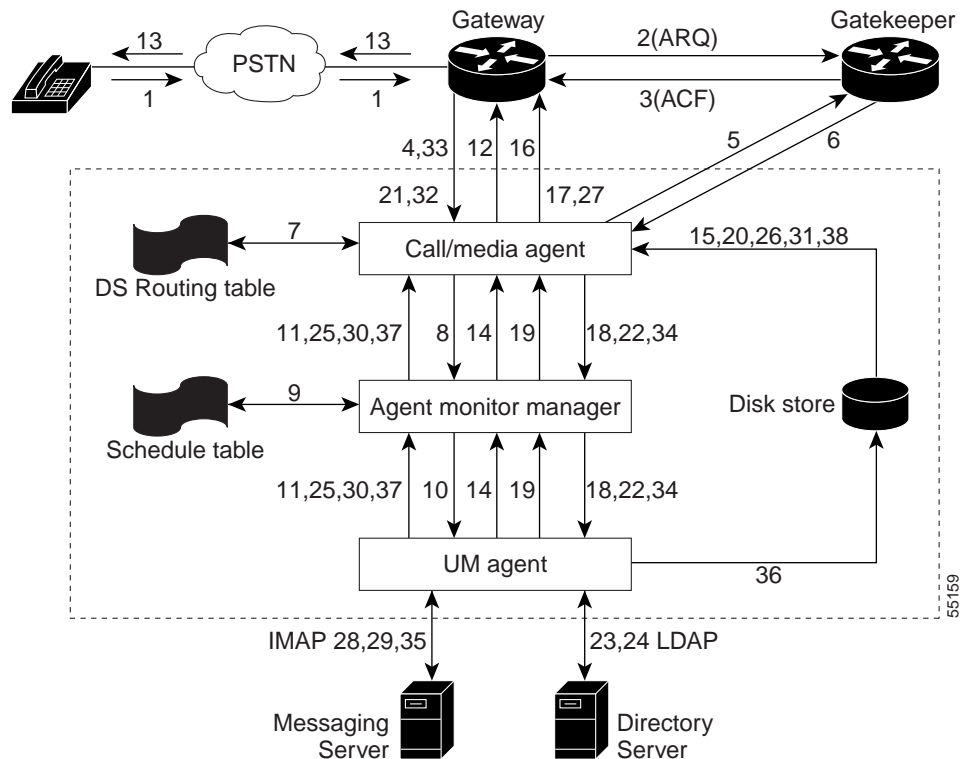 Gateway
Gatekeeper
13
13
2(ARQ)
PSTN
1
1
3(ACF)
4,33
12
16
5
6
21,32
17,27
7
Call/media agent
15,20,26,31,38
DS Routing table
11,25,30,37
8
14
19
18,22,34
9
Agent monitor manager
Disk store
Schedule table
11,25,30,37
10
14
19
18,22,34
UM agent
36
55159
IMAP 28,29,35
23,24 LDAP
Messaging
Server
Directory
Server